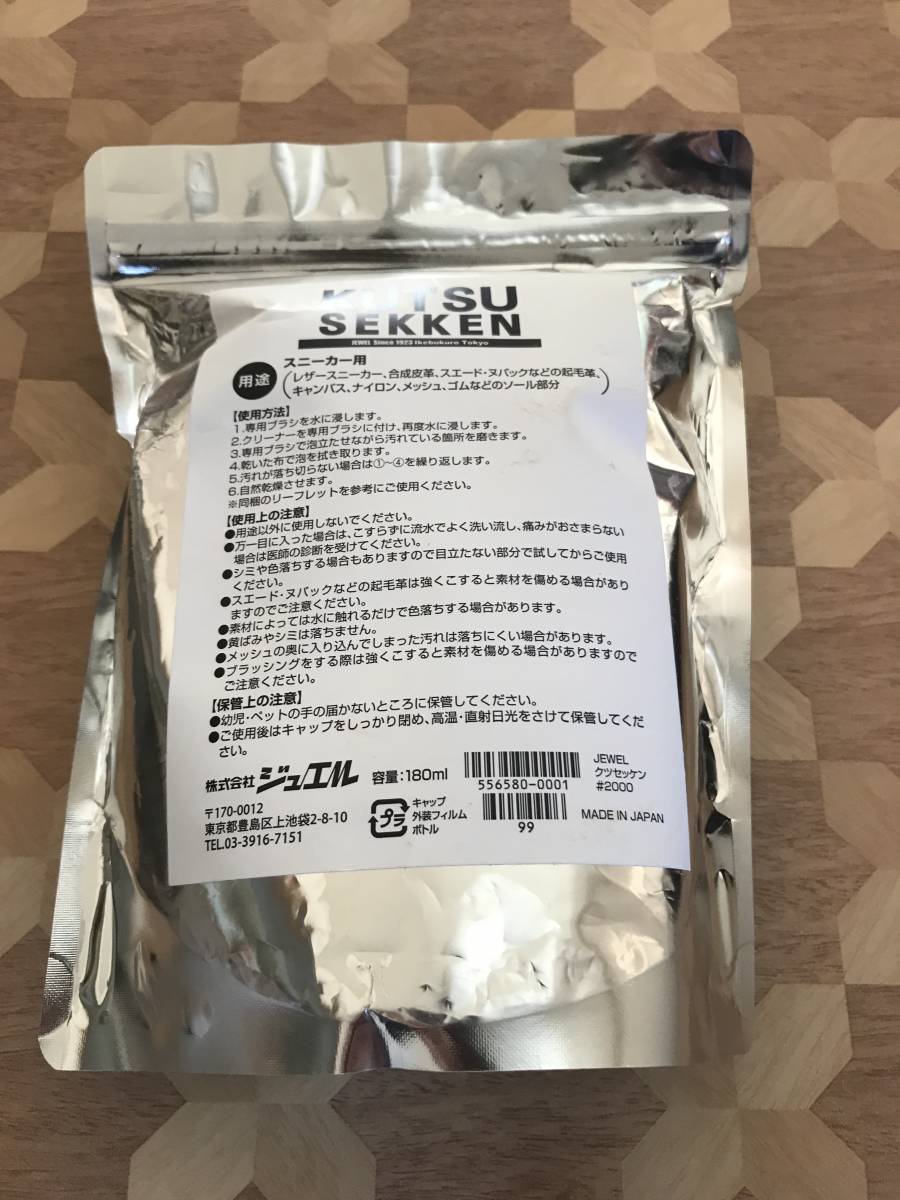 KUTSU
SEKKEN
JEWEL Since 1923 Ikebukuro Tokyo
用途
スニーカー用
(レザースニーカー、合成皮革、スエード・ヌバックなどの起毛革、
キャンバス、ナイロン、メッシュ、ゴムなどのソール部分)
【使用方法】
1.専用ブラシを水に浸します。
2.クリーナーを専用ブラシに付け、再度水に浸します。
3.専用ブラシで泡立たせながら汚れている箇所を磨きます。
4.乾いた布で泡を拭き取ります。
5.汚れが落ち切らない場合は①～④を繰り返します。
6.自然乾燥させます。
※同梱のリーフレットを参考にご使用ください。
【使用上の注意】
●用途以外に使用しないでください。
●万一目に入った場合は、こすらずに流水でよく洗い流し、痛みがおさまらない
場合は医師の診断を受けてください。
●シミや色落ちする場合もありますので目立たない部分で試してからご使用
ください。
●スエード・ヌバックなどの起毛革は強くこすると素材を傷める場合があり
ますのでご注意ください。
●素材によっては水に触れるだけで色落ちする場合があります。
●黄ばみやシミは落ちません。
●メッシュの奥に入り込んでしまった汚れは落ちにくい場合があります。
●ブラッシングをする際は強くこすると素材を傷める場合がありますので
ご注意ください。
【保管上の注意】
●幼児・ペットの手の届かないところに保管してください。
●ご使用後はキャップをしっかり閉め、高温・直射日光をさけて保管してくだ
さい。
株式会社 ジュエル 容量:180ml
〒170-0012
東京都豊島区上池袋2-8-10
TEL.03-3916-7151
プラ
キャップ
外装フィルム
ボトル
556580-0001
99
JEWEL
クツセッケン
#2000
MADE IN JAPAN